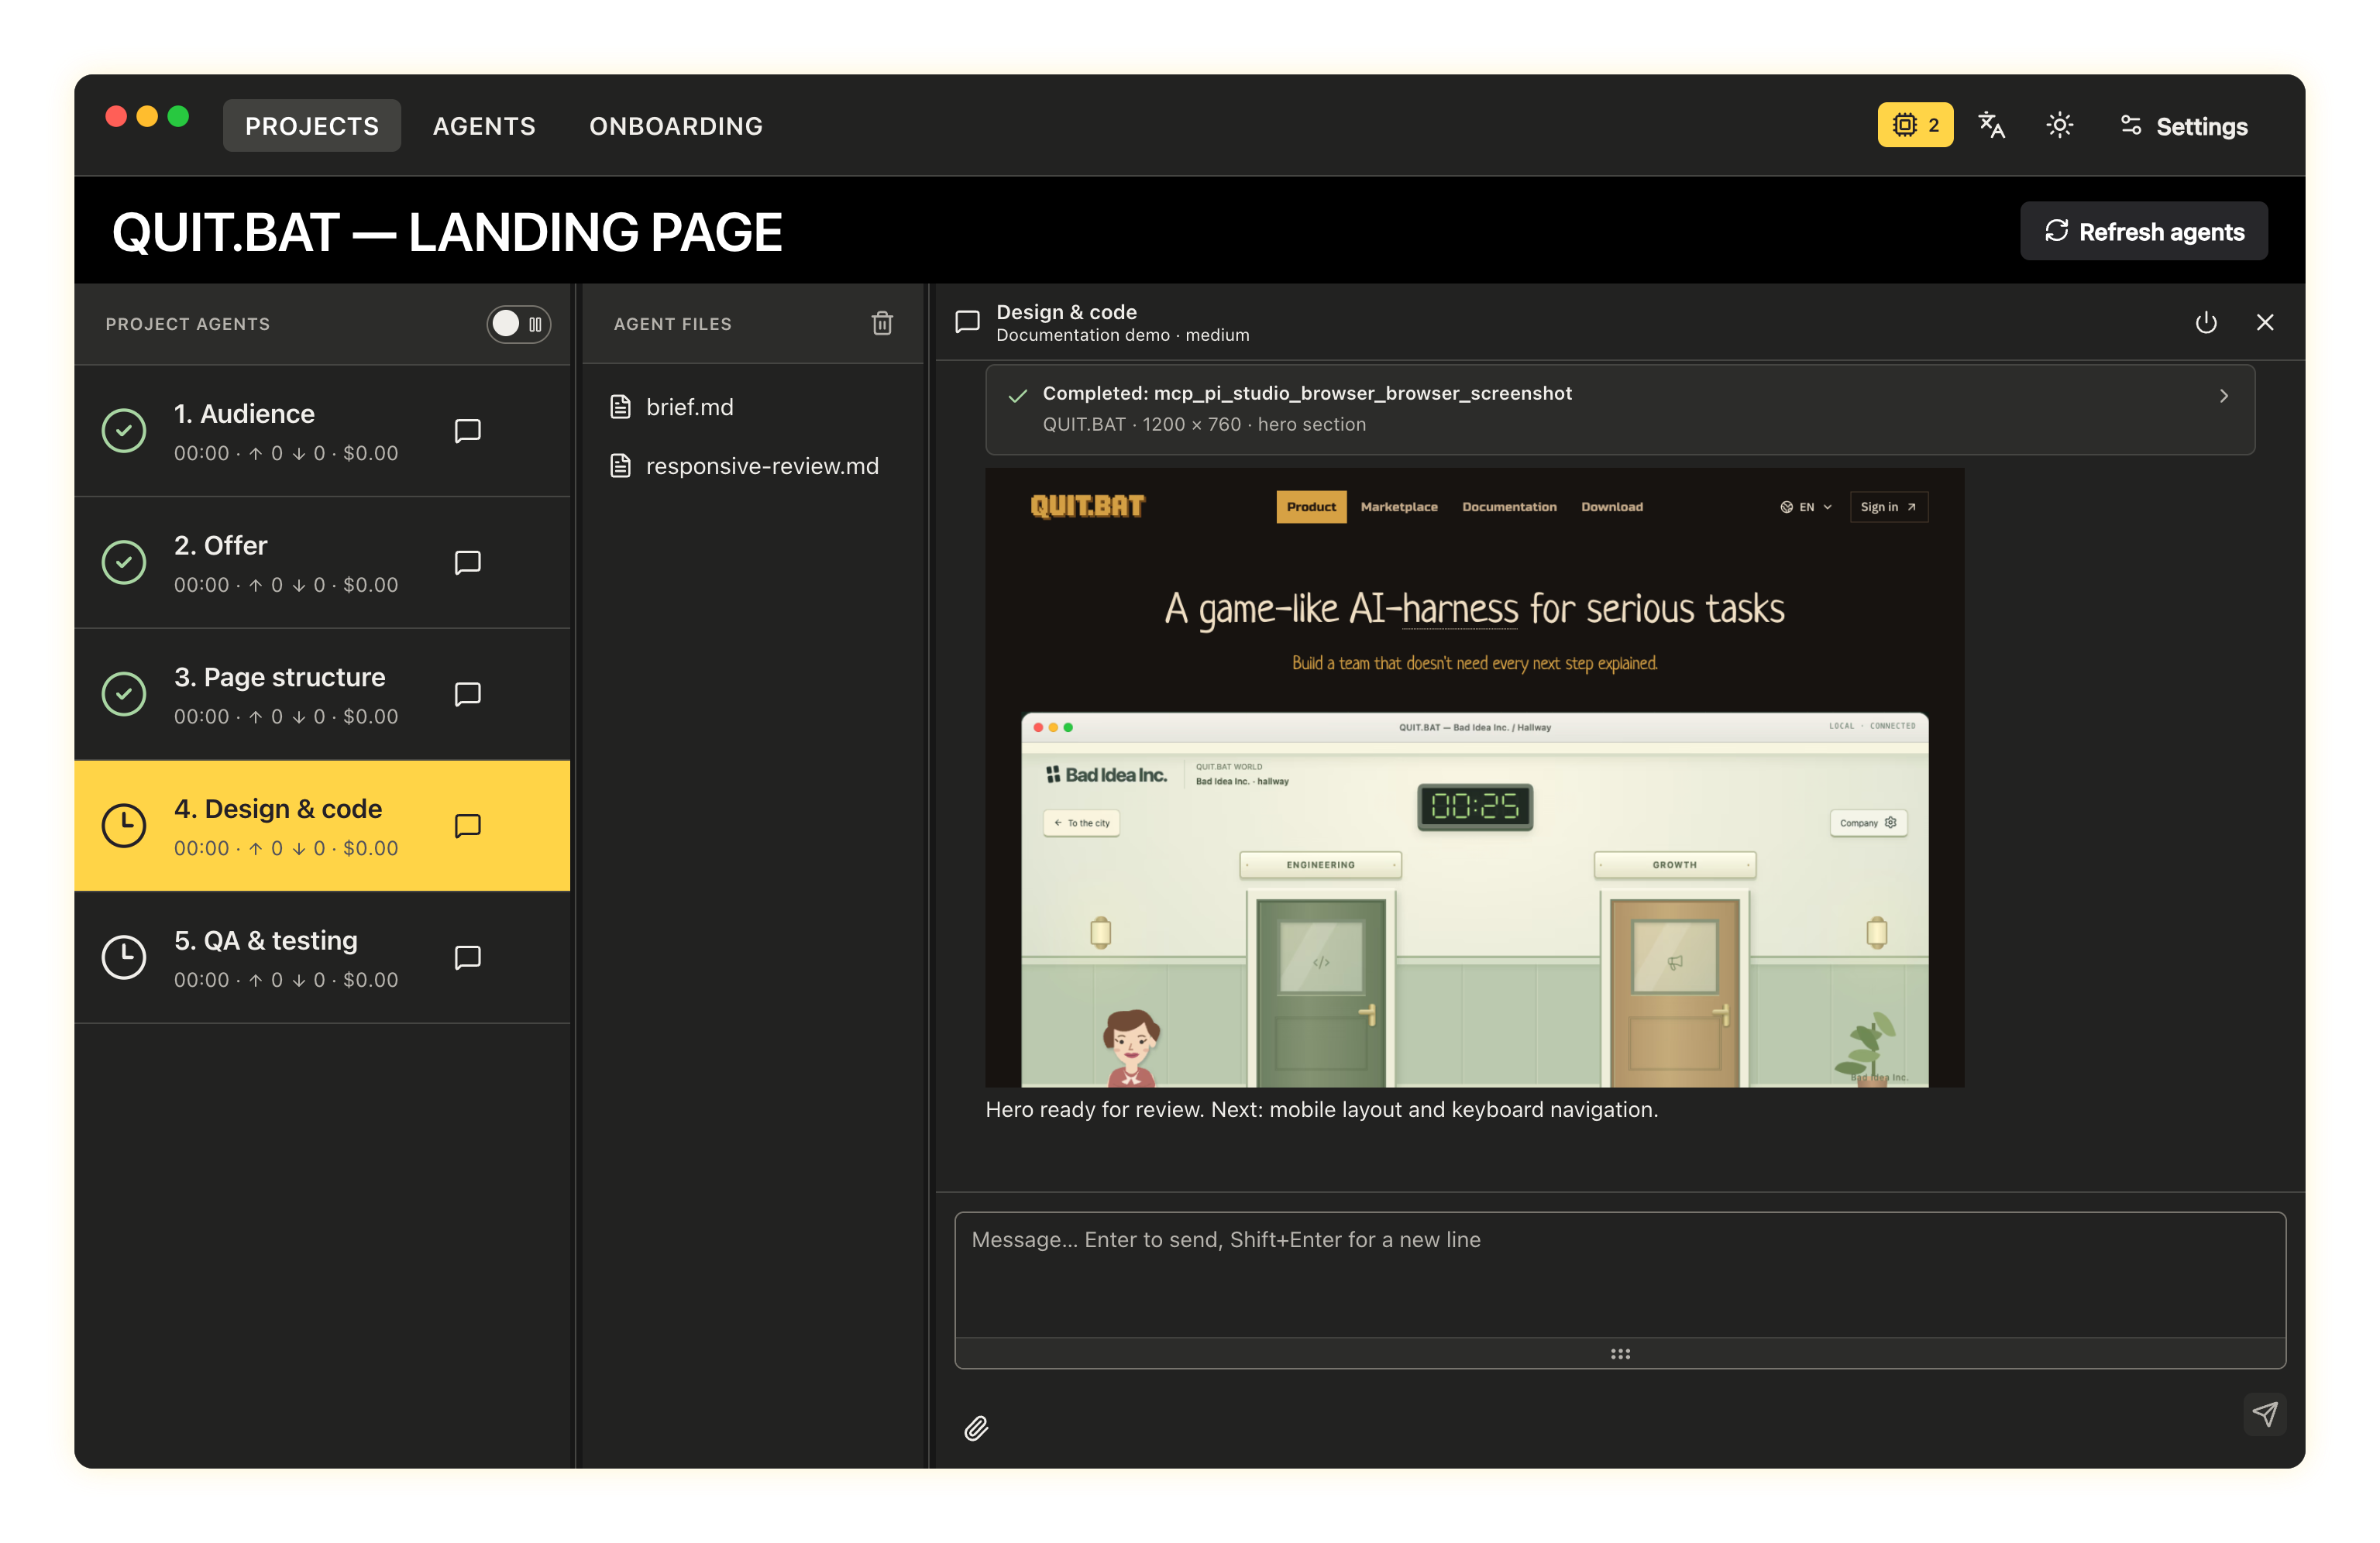 PROJECTS
AGENTS
ONBOARDING
2
Settings
QUIT.BAT — LANDING PAGE
Refresh agents
PROJECT AGENTS
1. Audience
00:00 · ↑ 0 ↓ 0 · $0.00
2. Offer
00:00 · ↑ 0 ↓ 0 · $0.00
3. Page structure
00:00 · ↑ 0 ↓ 0 · $0.00
4. Design & code
00:00 · ↑ 0 ↓ 0 · $0.00
5. QA & testing
00:00 · ↑ 0 ↓ 0 · $0.00
AGENT FILES
brief.md
responsive-review.md
Design & code
Documentation demo · medium
Completed: mcp_pi_studio_browser_browser_screenshot
QUIT.BAT · 1200 × 760 · hero section
QUIT.BAT
Product
Marketplace
Documentation
Download
EN
Sign in
A game-like AI-harness for serious tasks
Build a team that doesn't need every next step explained.
QUIT.BAT — Bad Idea Inc. / Hallway
LOCAL · CONNECTED
Bad Idea Inc.
QUIT.BAT WORLD
Bad Idea Inc. - hallway
00:25
To the city
Company
ENGINEERING
GROWTH
</>
Bad Idea Inc.
Hero ready for review. Next: mobile layout and keyboard navigation.
Message... Enter to send, Shift+Enter for a new line